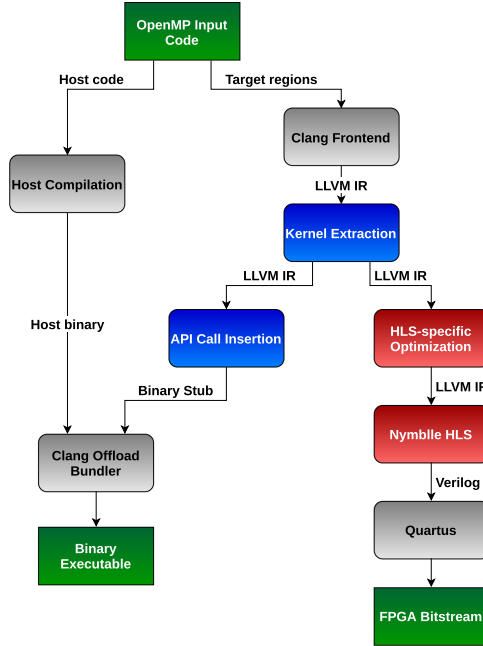 OpenMP Input
Code
Host code
Target regions
Clang Frontend
Host Compilation
LLVM IR
Kernel Extraction
LLVM IR
LLVM IR
Host binary
API Call Insertion
HLS-specific
Optimization
Binary Stub
LLVM IR
Nymblle HLS
Clang Offload
Bundler
Verilog
Quartus
Binary
Executable
FPGA Bitstream